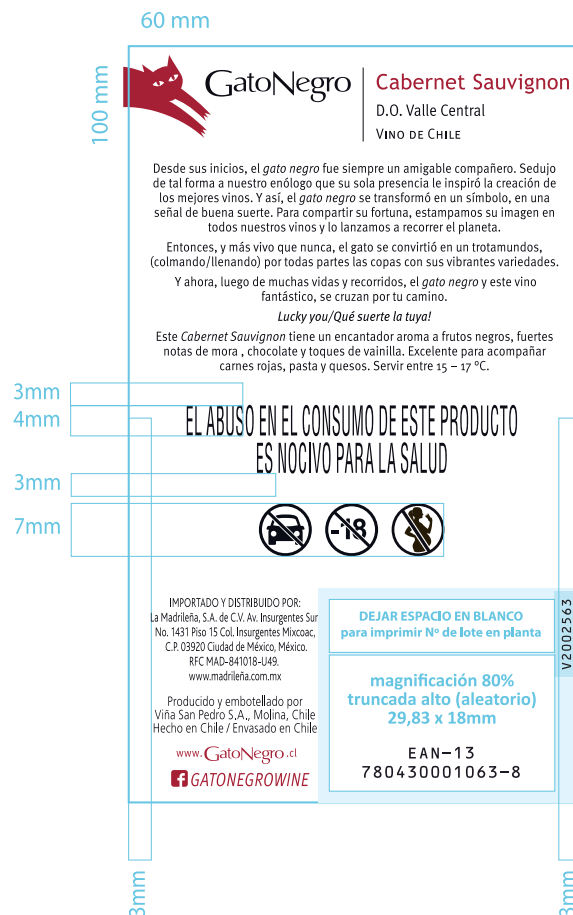 60 mm
100 mm
GatoNegro
Cabernet Sauvignon
D.O. Valle Central
VINO DE CHILE
Desde sus inicios, el gato negro fue siempre un amigable compañero. Sedujo
de tal forma a nuestro enólogo que su sola presencia le inspiró la creación de
los mejores vinos. Y así, el gato negro se transformó en un símbolo, en una
señal de buena suerte. Para compartir su fortuna, estampamos su imagen en
todos nuestros vinos y lo lanzamos a recorrer el planeta.
Entonces, y más vivo que nunca, el gato se convirtió en un trotamundos,
(colmando/llenando) por todas partes las copas con sus vibrantes variedades.
Y ahora, luego de muchas vidas y recorridos, el gato negro y este vino
fantástico, se cruzan por tu camino.
Lucky you/Qué suerte la tuya!
Este Cabernet Sauvignon tiene un encantador aroma a frutos negros, fuertes
notas de mora , chocolate y toques de vainilla. Excelente para acompañar
carnes rojas, pasta y quesos. Servir entre 15 – 17 ºC.
3mm
4mm
EL ABUSO EN EL CONSUMO DE ESTE PRODUCTO
ES NOCIVO PARA LA SALUD
3mm
7mm
-18
IMPORTADO Y DISTRIBUIDO POR:
La Madrileña, S.A. de C.V. Av. Insurgentes Sur
No. 1431 Piso 15 Col. Insurgentes Mixcoac,
C.P. 03920 Ciudad de México, México.
RFC MAD-841018-U49.
www.madrileña.com.mx
Producido y embotellado por
Viña San Pedro S.A., Molina, Chile
Hecho en Chile / Envasado en Chile
www.GatoNegro.cl
GATONEGROWINE
DEJAR ESPACIO EN BLANCO
para imprimir Nº de lote en planta
V2002563
magnificación 80%
truncada alto (aleatorio)
29,83 x 18mm
EAN-13
780430001063-8
3mm
3mm